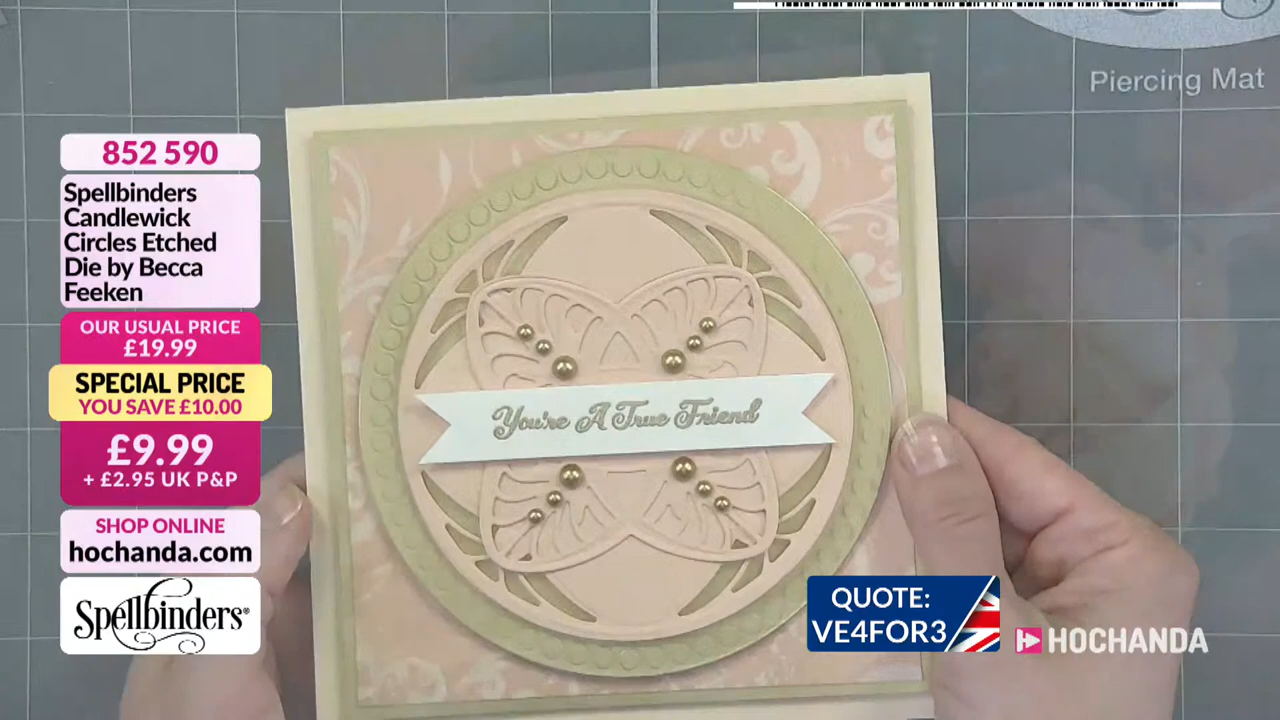 Piercing Mat
852 590
Spellbinders
Candlewick
Circles Etched
Die by Becca
Feeken
OUR USUAL PRICE
£19.99
SPECIAL PRICE
YOU SAVE £10.00
£9.99
+ £2.95 UK P&P
SHOP ONLINE
hochanda.com
Spellbinders®
You're A True Friend
QUOTE:
VE4FOR3
HOCHANDA